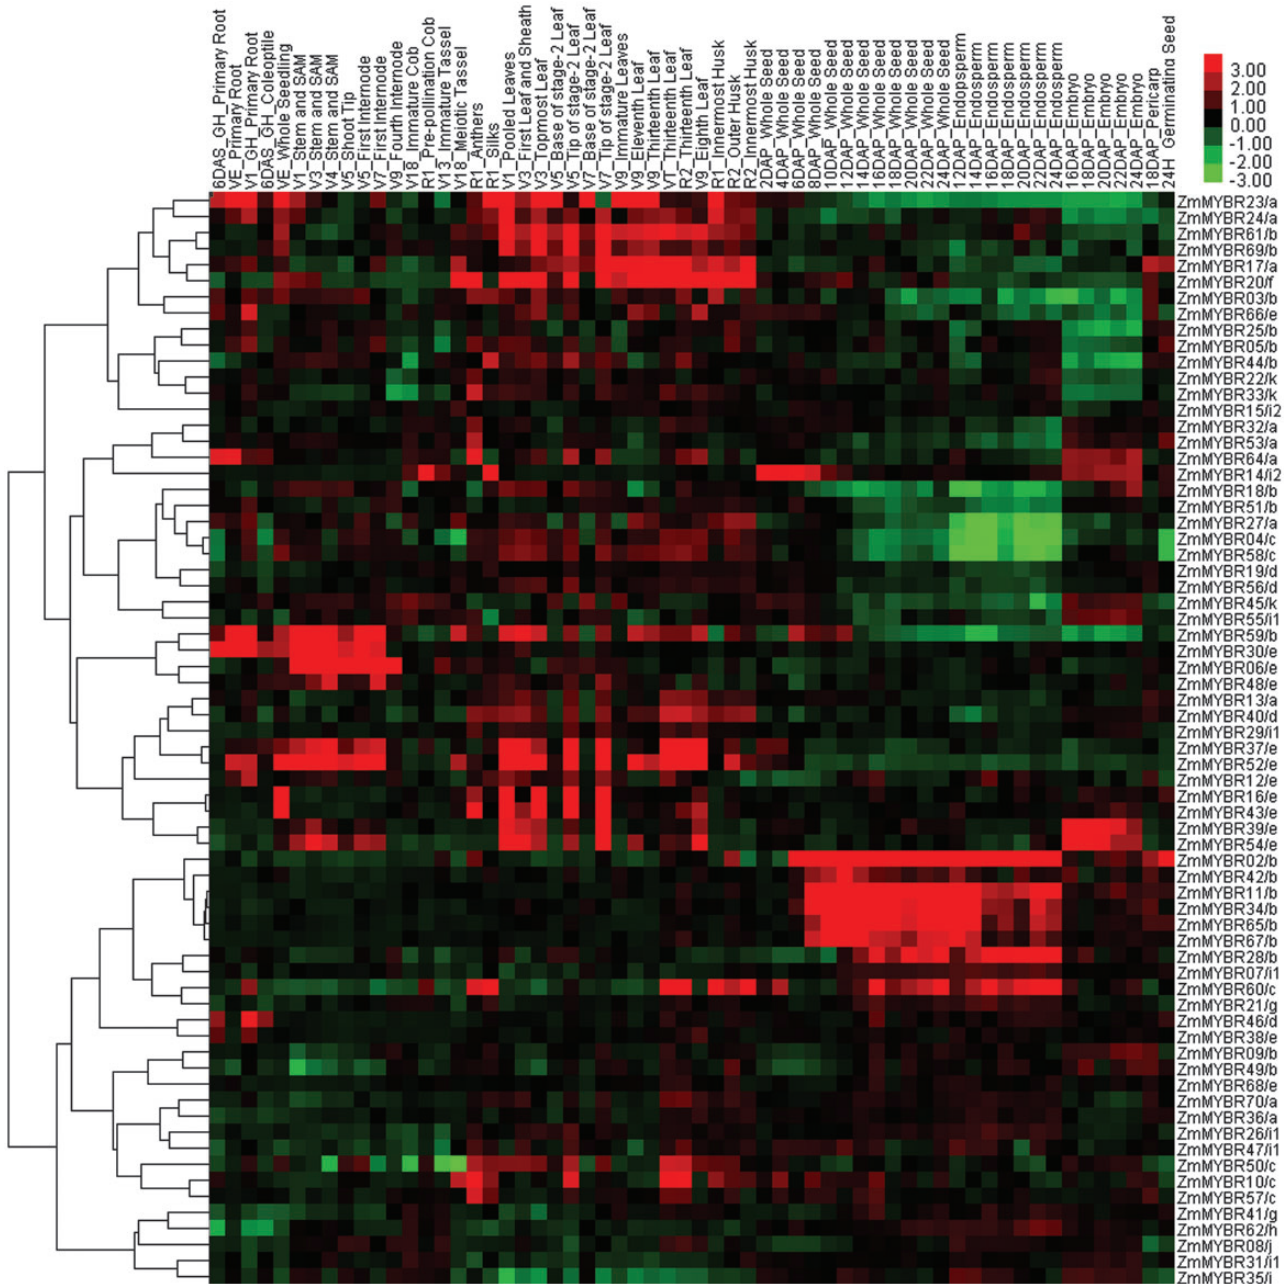 6DAS_GH_Primary Root
VE_Primary Root
V1_GH_Primary Root
6DAS_GH_Coleoptile
VE_Whole Seedling
V1_Stem and SAM
V3_Stem and SAM
V4_Stem and SAM
V5_Shoot Tip
V5_First Internode
V7_First Internode
V9_Fourth Internode
V18_Immature Cob
R1_Pre-pollination Cob
V13_Immature Tassel
V18_Meiotic Tassel
R1_Anthers
R1_Silks
V1_Pooled Leaves
V3_First Leaf and Sheath
V3_Topmost Leaf
V5_Base of stage-2 Leaf
V5_Tip of stage-2 Leaf
V7_Base of stage-2 Leaf
V7_Tip of stage-2 Leaf
V9_Immature Leaves
V9_Eleventh Leaf
V9_Thirteenth Leaf
VT_Thirteenth Leaf
R2_Thirteenth Leaf
V9_Eighth Leaf
R1_Innermost Husk
R2_Outer Husk
R2_Innermost Husk
2DAP_Whole Seed
4DAP_Whole Seed
6DAP_Whole Seed
8DAP_Whole Seed
10DAP_Whole Seed
12DAP_Whole Seed
14DAP_Whole Seed
16DAP_Whole Seed
18DAP_Whole Seed
20DAP_Whole Seed
22DAP_Whole Seed
24DAP_Whole Seed
12DAP_Endosperm
14DAP_Endosperm
16DAP_Endosperm
18DAP_Endosperm
20DAP_Endosperm
22DAP_Endosperm
24DAP_Endosperm
16DAP_Embryo
18DAP_Embryo
20DAP_Embryo
22DAP_Embryo
24DAP_Embryo
18DAP_Pericarp
24H_Germinating Seed
3.00
2.00
1.00
0.00
-1.00
-2.00
-3.00
ZmMYBR23/a
ZmMYBR24/a
ZmMYBR61/b
ZmMYBR69/b
ZmMYBR17/a
ZmMYBR20/f
ZmMYBR03/b
ZmMYBR66/e
ZmMYBR25/b
ZmMYBR05/b
ZmMYBR44/b
ZmMYBR22/k
ZmMYBR33/k
ZmMYBR15/i2
ZmMYBR32/a
ZmMYBR53/a
ZmMYBR64/a
ZmMYBR14/i2
ZmMYBR18/b
ZmMYBR51/b
ZmMYBR27/a
ZmMYBR04/c
ZmMYBR58/c
ZmMYBR19/d
ZmMYBR56/d
ZmMYBR45/k
ZmMYBR55/i1
ZmMYBR59/b
ZmMYBR30/e
ZmMYBR06/e
ZmMYBR48/e
ZmMYBR13/a
ZmMYBR40/d
ZmMYBR29/i1
ZmMYBR37/e
ZmMYBR52/e
ZmMYBR12/e
ZmMYBR16/e
ZmMYBR43/e
ZmMYBR39/e
ZmMYBR54/e
ZmMYBR02/b
ZmMYBR42/b
ZmMYBR11/b
ZmMYBR34/b
ZmMYBR65/b
ZmMYBR67/b
ZmMYBR28/b
ZmMYBR07/i1
ZmMYBR60/c
ZmMYBR21/g
ZmMYBR46/d
ZmMYBR38/e
ZmMYBR09/b
ZmMYBR49/b
ZmMYBR68/e
ZmMYBR70/a
ZmMYBR36/a
ZmMYBR26/i1
ZmMYBR47/i1
ZmMYBR50/c
ZmMYBR10/c
ZmMYBR57/c
ZmMYBR41/g
ZmMYBR62/h
ZmMYBR08/j
ZmMYBR31/i1